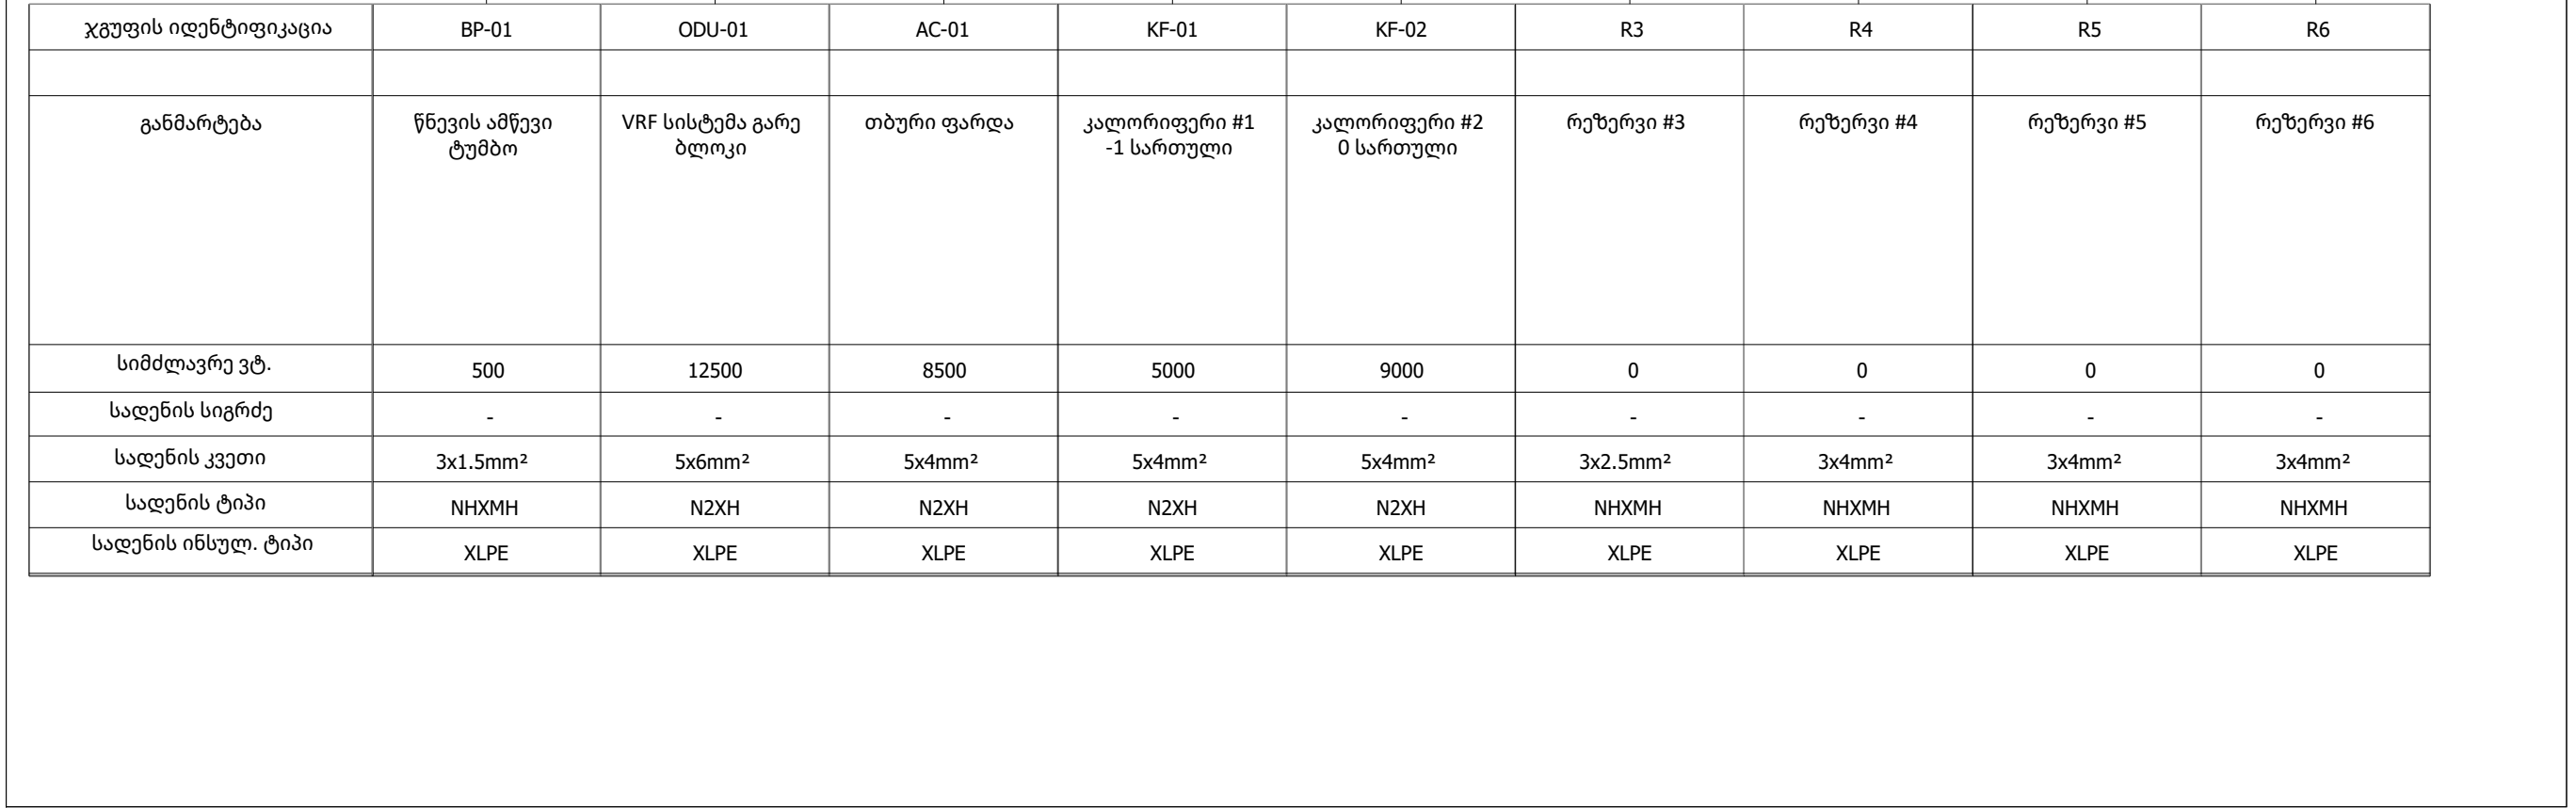 ჯგუფის იდენტიფიკაცია BP-01 ODU-01 AC-01 KF-01 KF-02 R3 R4 R5 R6
განმარტება წნევის ამწევი VRF სისტემა გარე თბური ფარდა კალორიფერი #1 კალორიფერი #2 რეზერვი #3 რეზერვი #4 რეზერვი #5 რეზერვი #6
ტუმბო ბლოკი -1 სართული 0 სართული
სიმძლავრე ვტ. 500 12500 8500 5000 9000 0 0 0 0
სადენის სიგრძე - - - - - - - - -
სადენის კვეთი 3x1.5mm² 5x6mm² 5x4mm² 5x4mm² 5x4mm² 3x2.5mm² 3x4mm² 3x4mm² 3x4mm²
სადენის ტიპი NHXMH N2XH N2XH N2XH N2XH NHXMH NHXMH NHXMH NHXMH
სადენის ინსულ. ტიპი XLPE XLPE XLPE XLPE XLPE XLPE XLPE XLPE XLPE